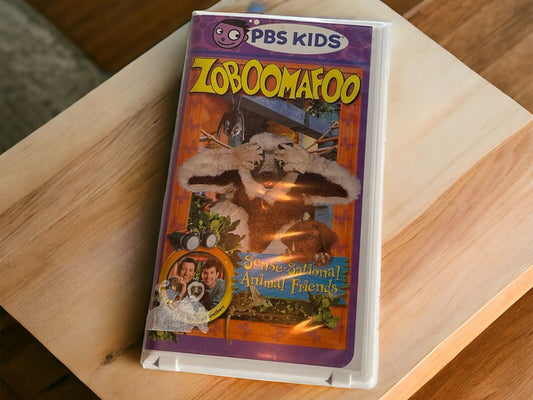 PBS KIDS
ZOBOOMAFOO
Sense-sational
Animal Friends